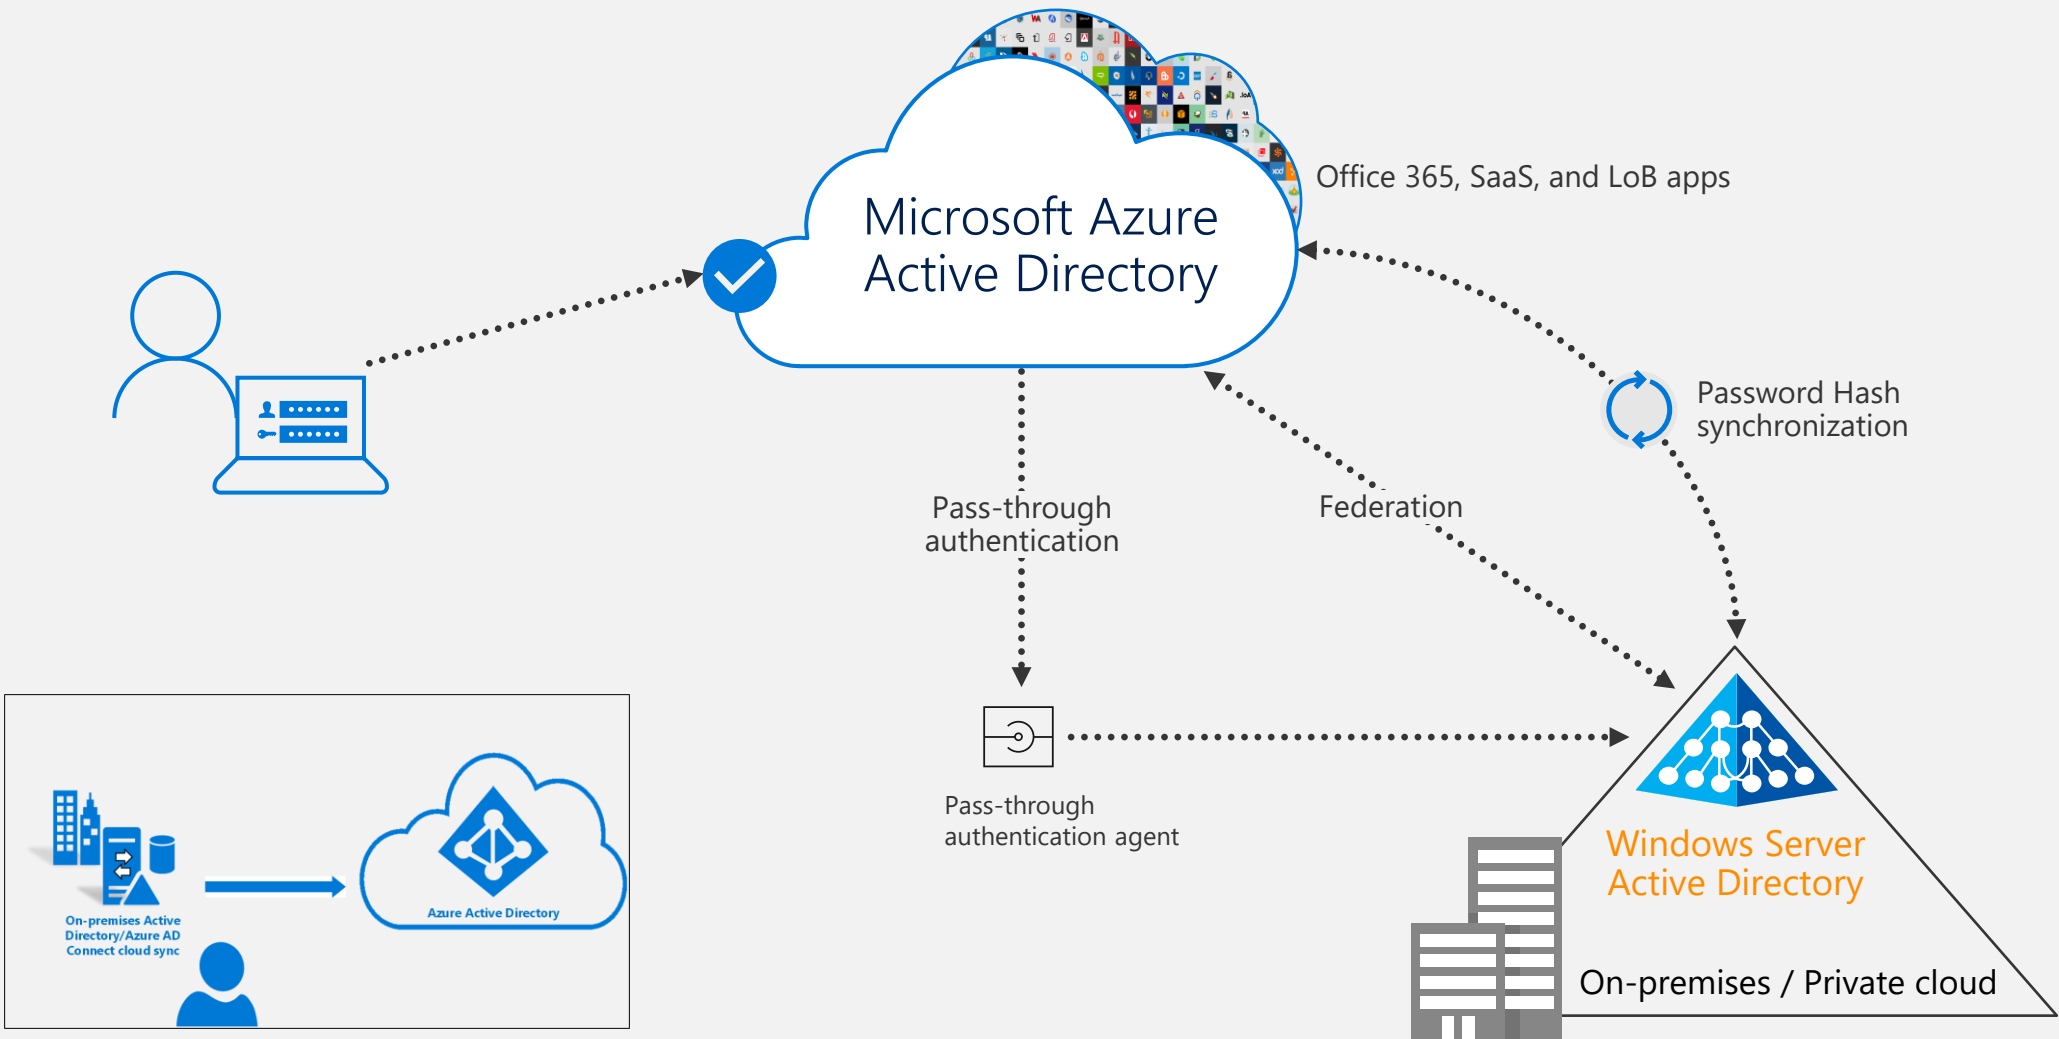 Office 365, SaaS, and LoB apps
Microsoft Azure
Active Directory
Password Hash
synchronization
Pass-through
authentication
Federation
Pass-through
authentication agent
Windows Server
Active Directory
On-premises / Private cloud
On-premises Active
Directory/Azure AD
Connect cloud sync
Azure Active Directory